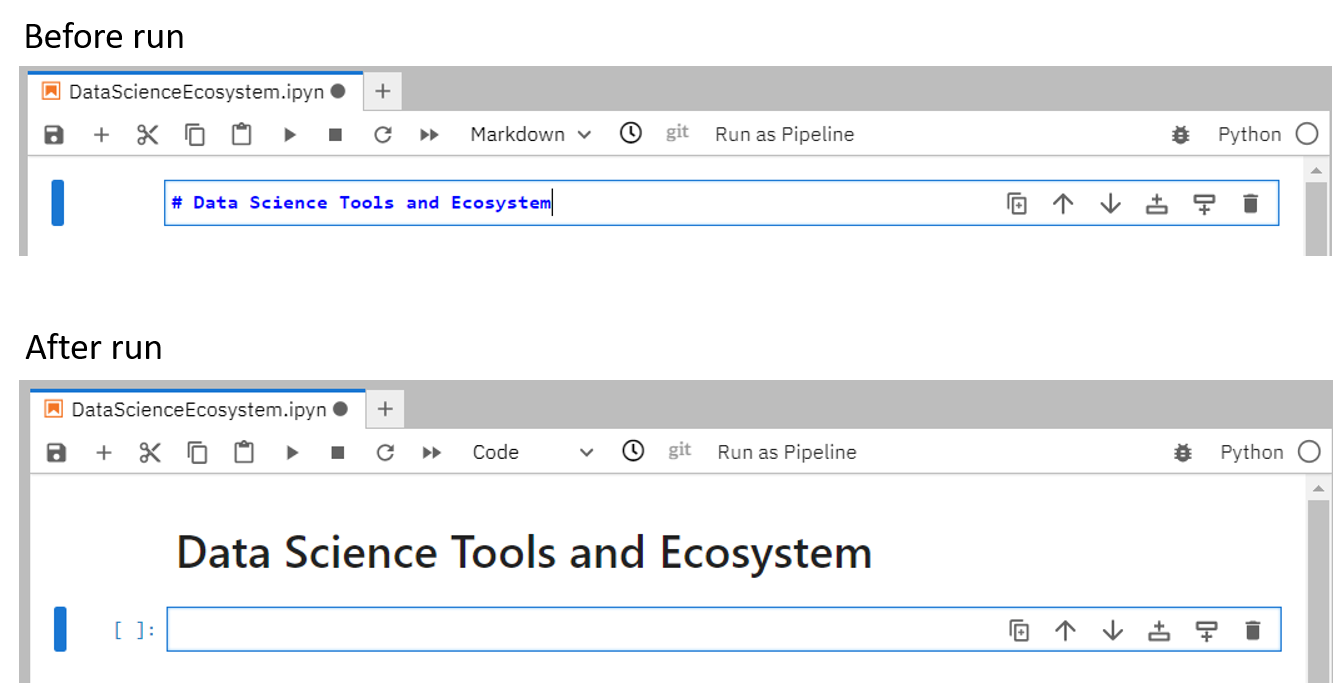 Before run
DataScienceEcosystem.ipyn
Markdown git Run as Pipeline Python
# Data Science Tools and Ecosystem
After run
DataScienceEcosystem.ipyn
Code git Run as Pipeline Python
Data Science Tools and Ecosystem
[ ]: